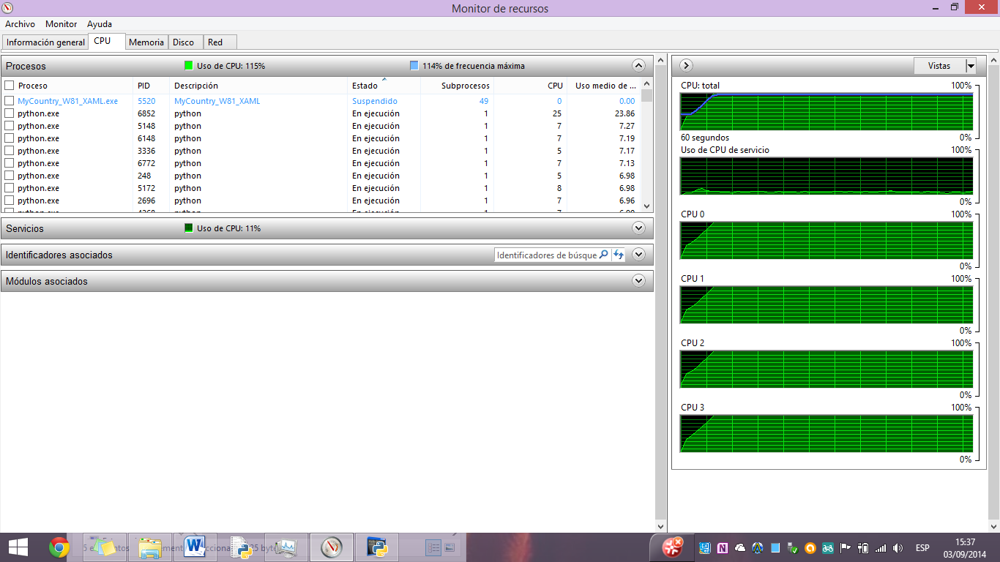 Monitor de recursos
Archivo Monitor Ayuda
Información general CPU Memoria Disco Red
Procesos Uso de CPU: 115% 114% de frecuencia máxima
Proceso PID Descripción Estado Subprocesos CPU Uso medio de ...
MyCountry_W81_XAML.exe 5520 MyCountry_W81_XAML Suspendido 49 0 0.00
python.exe 6852 python En ejecución 1 25 23.86
python.exe 5148 python En ejecución 1 7 7.27
python.exe 6148 python En ejecución 1 7 7.19
python.exe 3336 python En ejecución 1 5 7.17
python.exe 6772 python En ejecución 1 7 7.13
python.exe 248 python En ejecución 1 5 6.98
python.exe 5172 python En ejecución 1 8 6.98
python.exe 2696 python En ejecución 1 7 6.96
Servicios Uso de CPU: 11%
Identificadores asociados Identificadores de búsque
Módulos asociados
Vistas
CPU: total 100%
60 segundos 0%
Uso de CPU de servicio 100%
0%
CPU 0 100%
0%
CPU 1 100%
0%
CPU 2 100%
0%
CPU 3 100%
0%
ESP
15:37
03/09/2014